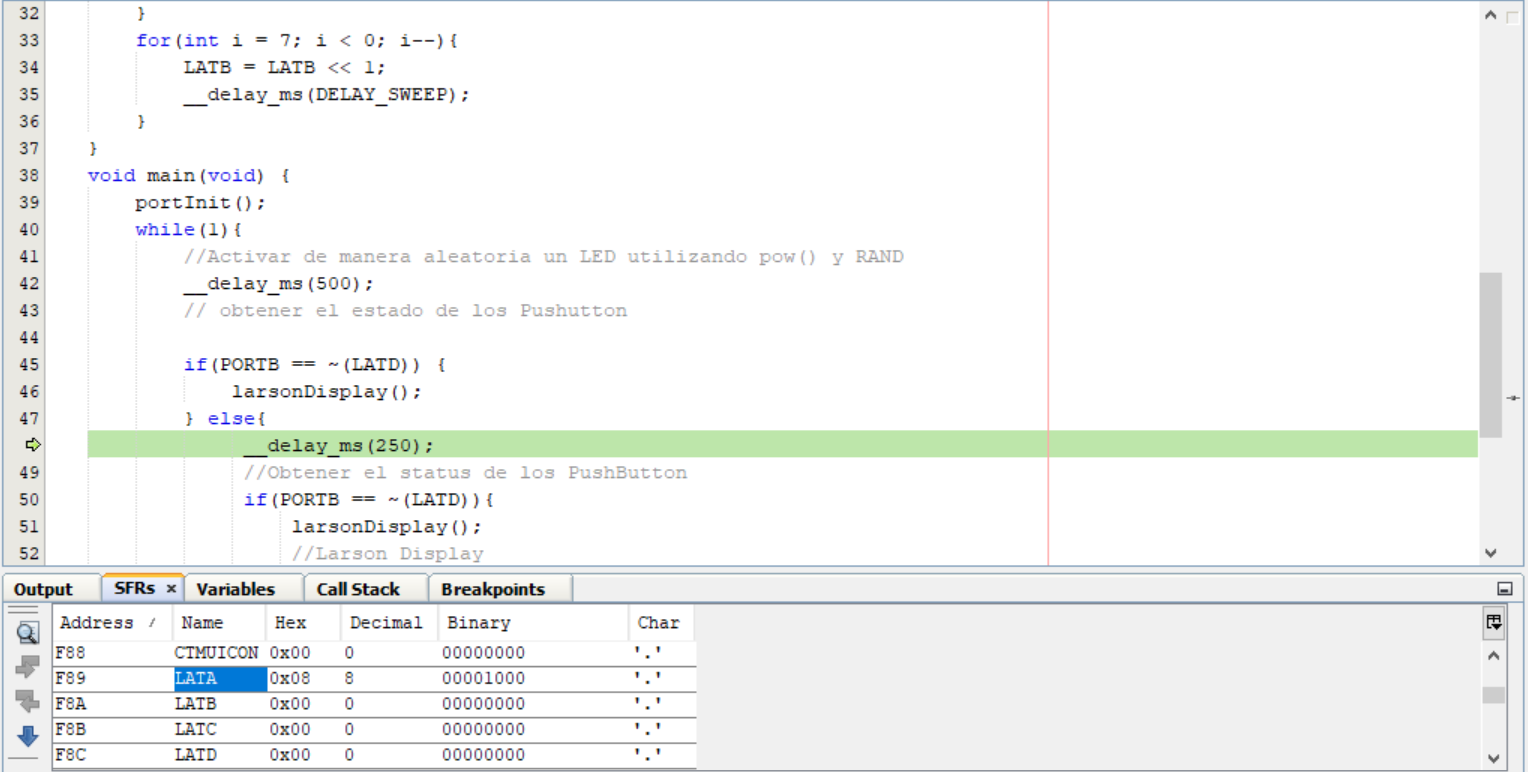 32 }
33 for(int i = 7; i < 0; i--){
34 LATB = LATB << 1;
35 __delay_ms(DELAY_SWEEP);
36 }
37 }
38 void main(void) {
39 portInit();
40 while(1){
41 //Activar de manera aleatoria un LED utilizando pow() y RAND
42 __delay_ms(500);
43 // obtener el estado de los Pushutton
44
45 if(PORTB == ~(LATD)) {
46 larsonDisplay();
47 } else{
__delay_ms(250);
49 //Obtener el status de los PushButton
50 if(PORTB == ~(LATD)){
51 larsonDisplay();
52 //Larson Display
Output SFRs × Variables Call Stack Breakpoints
Address / Name Hex Decimal Binary Char
F88 CTMUICON 0x00 0 00000000 '.'
F89 LATA 0x08 8 00001000 '.'
F8A LATB 0x00 0 00000000 '.'
F8B LATC 0x00 0 00000000 '.'
F8C LATD 0x00 0 00000000 '.'